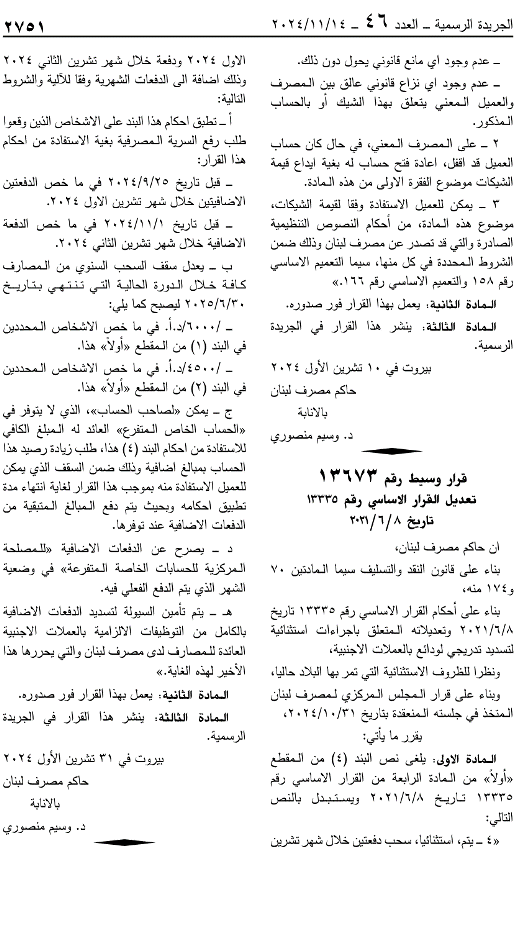 الجريدة الرسمية ــ العدد ٤٦ ــ ٢٠٢٤/١١/١٤
٢٧٥١
ــ عدم وجود اي مانع قانوني يحول دون ذلك.
ــ عدم وجود اي نزاع قانوني عالق بين المصرف
والعميل المعني يتعلق بهذا الشيك أو بالحساب
المذكور.
٢ ــ على المصرف المعني، في حال كان حساب
العميل قد اقفل، اعادة فتح حساب له بغية ايداع قيمة
الشيكات موضوع الفقرة الاولى من هذه المادة.
٣ ــ يمكن للعميل الاستفادة وفقا لقيمة الشيكات،
موضوع هذه المادة، من أحكام النصوص التنظيمية
الصادرة والتي قد تصدر عن مصرف لبنان وذلك ضمن
الشروط المحددة في كل منها، سيما التعميم الاساسي
رقم ١٥٨ والتعميم الاساسي رقم ١٦٦.»
المادة الثانية: يعمل بهذا القرار فور صدوره.
المادة الثالثة: ينشر هذا القرار في الجريدة
الرسمية.
بيروت في ١٠ تشرين الأول ٢٠٢٤
حاكم مصرف لبنان
بالانابة
د. وسيم منصوري
قرار وسيط رقم ١٣٦٧٣
تعديل القرار الاساسي رقم ١٣٣٣٥
تاريخ ٢٠٢١/٦/٨
ان حاكم مصرف لبنان،
بناء على قانون النقد والتسليف سيما المادتين ٧٠
و١٧٤ منه،
بناء على أحكام القرار الاساسي رقم ١٣٣٣٥ تاريخ
٢٠٢١/٦/٨ وتعديلاته المتعلق باجراءات استثنائية
لتسديد تدريجي لودائع بالعملات الاجنبية،
ونظرا للظروف الاستثنائية التي تمر بها البلاد حاليا،
وبناء على قرار المجلس المركزي لمصرف لبنان
المتخذ في جلسته المنعقدة بتاريخ ٢٠٢٤/١٠/٣١،
يقرر ما يأتي:
المادة الاولى: يلغى نص البند (٤) من المقطع
«أولاً» من المادة الرابعة من القرار الاساسي رقم
١٣٣٣٥ تاريخ ٢٠٢١/٦/٨ ويستبدل بالنص
التالي:
«٤ ــ يتم، استثنائيا، سحب دفعتين خلال شهر تشرين
الاول ٢٠٢٤ ودفعة خلال شهر تشرين الثاني ٢٠٢٤
وذلك اضافة الى الدفعات الشهرية وفقا للآلية والشروط
التالية:
أ ــ تطبق احكام هذا البند على الاشخاص الذين وقعوا
طلب رفع السرية المصرفية بغية الاستفادة من احكام
هذا القرار:
ــ قبل تاريخ ٢٠٢٤/٩/٢٥ في ما خص الدفعتين
الاضافيتين خلال شهر تشرين الاول ٢٠٢٤.
ــ قبل تاريخ ٢٠٢٤/١١/١ في ما خص الدفعة
الاضافية خلال شهر تشرين الثاني ٢٠٢٤.
ب ــ يعدل سقف السحب السنوي من المصارف
كافة خلال الدورة الحالية التي تنتهي بتاريخ
٢٠٢٥/٦/٣٠ ليصبح كما يلي:
ــ /٦٠٠٠/د.أ. في ما خص الاشخاص المحددين
في البند (١) من المقطع «أولاً» هذا.
ــ /٤٥٠٠/د.أ. في ما خص الاشخاص المحددين
في البند (٢) من المقطع «أولاً» هذا.
ج ــ يمكن «لصاحب الحساب»، الذي لا يتوفر في
«الحساب الخاص المتفرع» العائد له المبلغ الكافي
للاستفادة من احكام البند (٤) هذا، طلب زيادة رصيد هذا
الحساب بمبالغ اضافية وذلك ضمن السقف الذي يمكن
للعميل الاستفادة منه بموجب هذا القرار لغاية انتهاء مدة
تطبيق احكامه وبحيث يتم دفع المبالغ المتبقية من
الدفعات الاضافية عند توفرها.
د ــ يصرح عن الدفعات الاضافية «للمصلحة
المركزية للحسابات الخاصة المتفرعة» في وضعية
الشهر الذي يتم الدفع الفعلي فيه.
هـ ــ يتم تأمين السيولة لتسديد الدفعات الاضافية
بالكامل من التوظيفات الالزامية بالعملات الاجنبية
العائدة للمصارف لدى مصرف لبنان والتي يحررها هذا
الأخير لهذه الغاية.»
المادة الثانية: يعمل بهذا القرار فور صدوره.
المادة الثالثة: ينشر هذا القرار في الجريدة
الرسمية.
بيروت في ٣١ تشرين الأول ٢٠٢٤
حاكم مصرف لبنان
بالانابة
د. وسيم منصوري